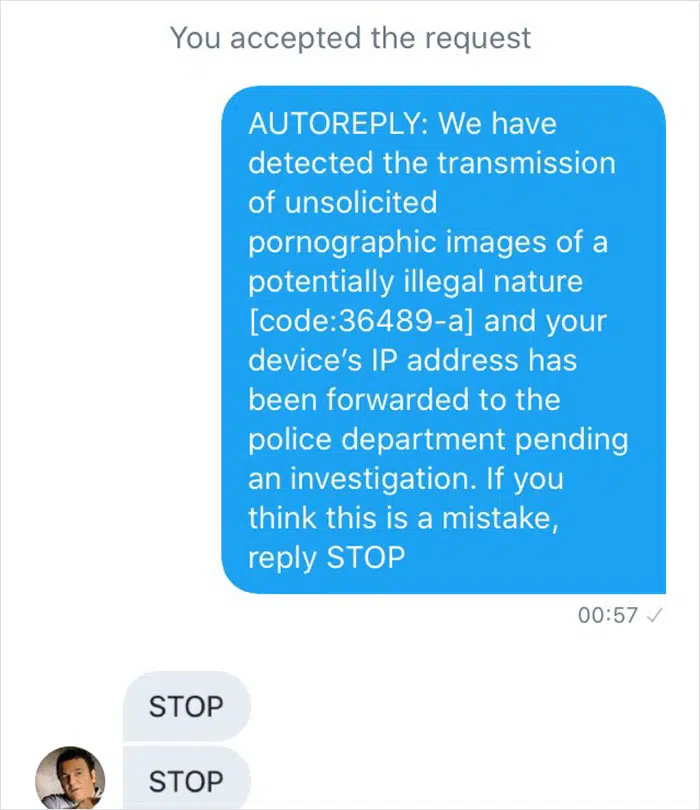 You accepted the request
AUTOREPLY: We have
detected the transmission
of unsolicited
pornographic images of a
potentially illegal nature
[code:36489-a] and your
device’s IP address has
been forwarded to the
police department pending
an investigation. If you
think this is a mistake,
reply STOP
00:57 ✓
STOP
STOP